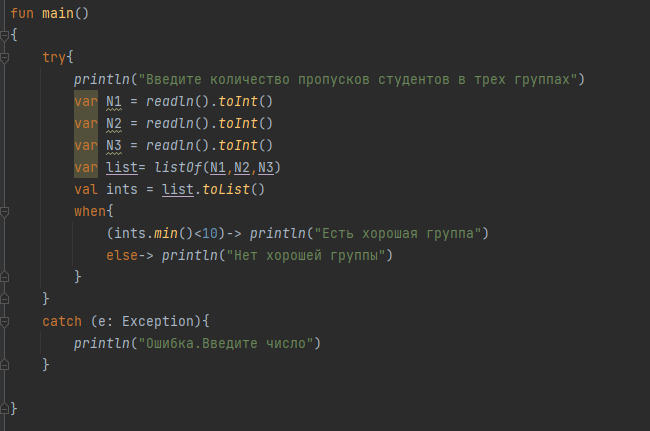 fun main()
{
    try{
        println("Введите количество пропусков студентов в трех группах")
        var N1 = readln().toInt()
        var N2 = readln().toInt()
        var N3 = readln().toInt()
        var list= listOf(N1,N2,N3)
        val ints = list.toList()
        when{
            (ints.min()<10)-> println("Есть хорошая группа")
            else-> println("Нет хорошей группы")
        }
    }
    catch (e: Exception){
        println("Ошибка.Введите число")
    }
}